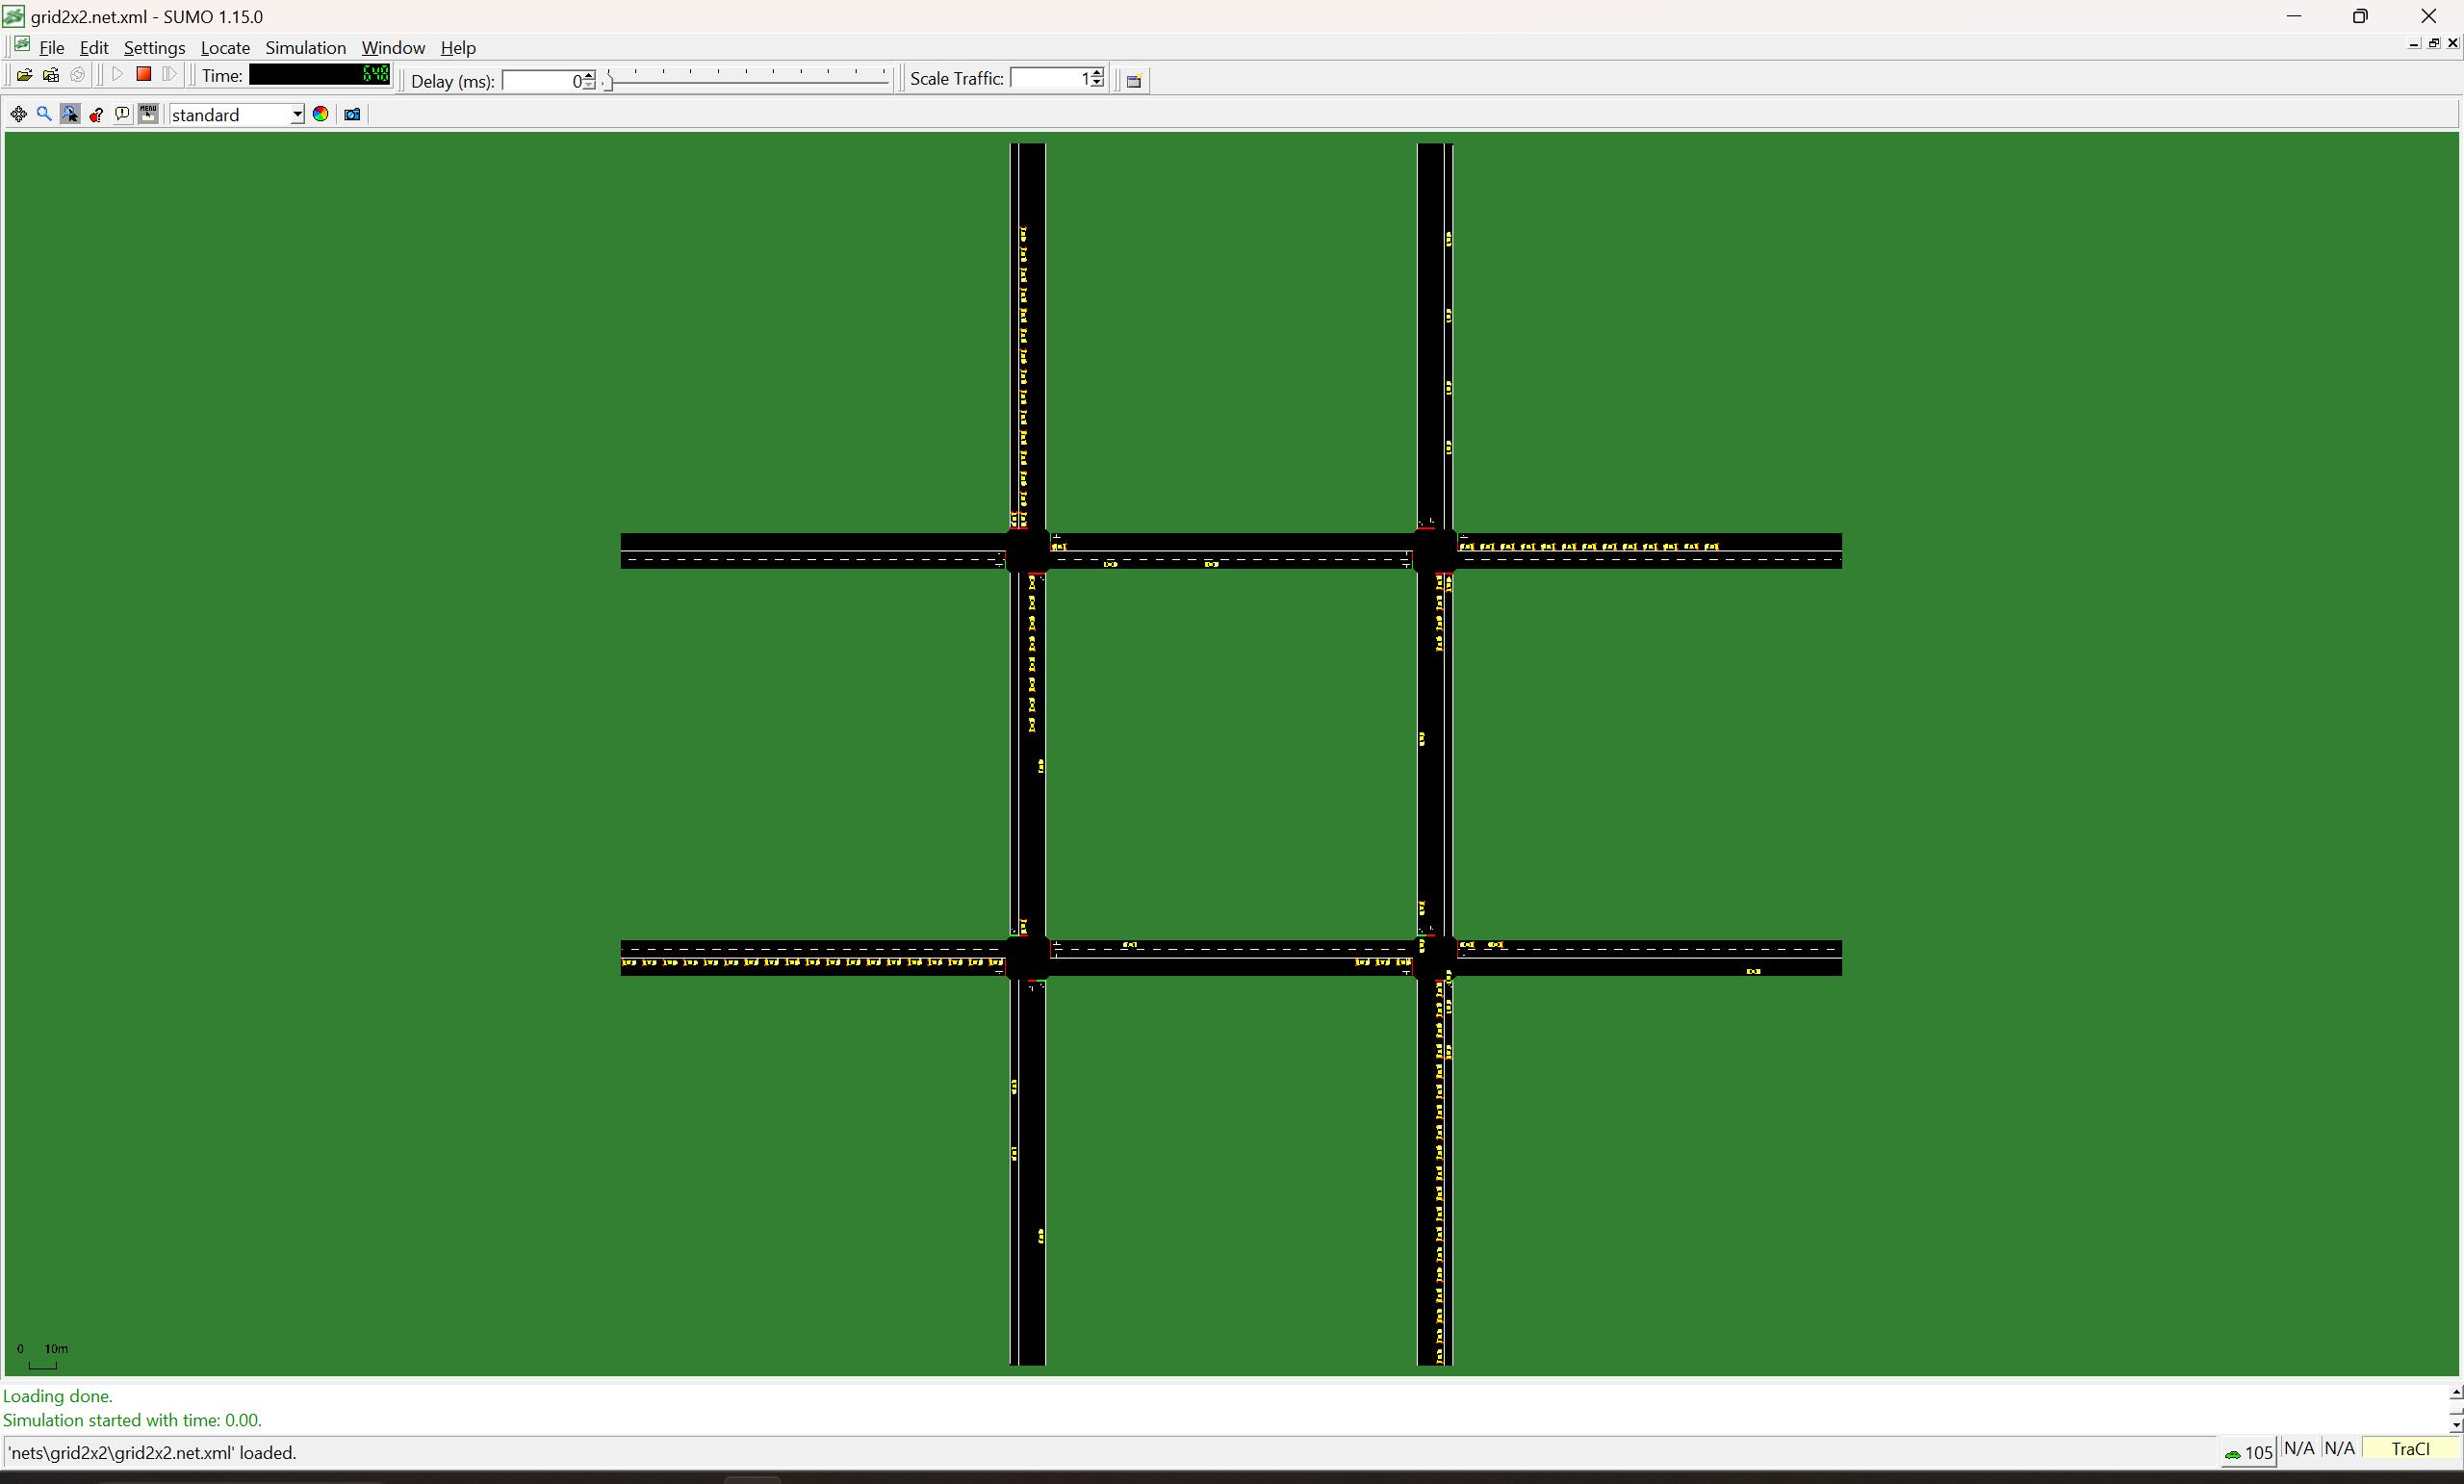 grid2x2.net.xml - SUMO 1.15.0
File Edit Settings Locate Simulation Window Help
Time: 648 Delay (ms): 0 Scale Traffic: 1
MENU standard
0 10m
Loading done.
Simulation started with time: 0.00.
'nets\grid2x2\grid2x2.net.xml' loaded. 105 N/A N/A TraCI